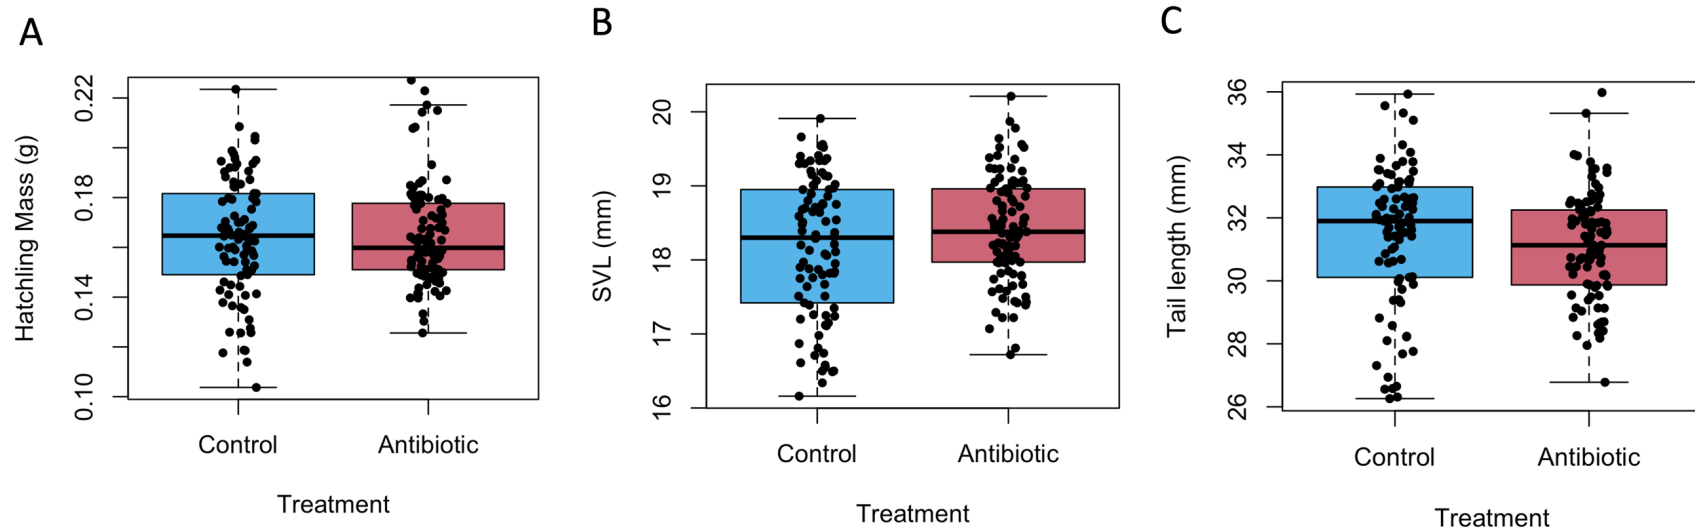 A
Hatchling Mass (g)
0.22
0.18
0.14
0.10
Control
Antibiotic
Treatment
B
SVL (mm)
20
19
18
17
16
Control
Antibiotic
Treatment
C
Tail length (mm)
36
34
32
30
28
26
Control
Antibiotic
Treatment